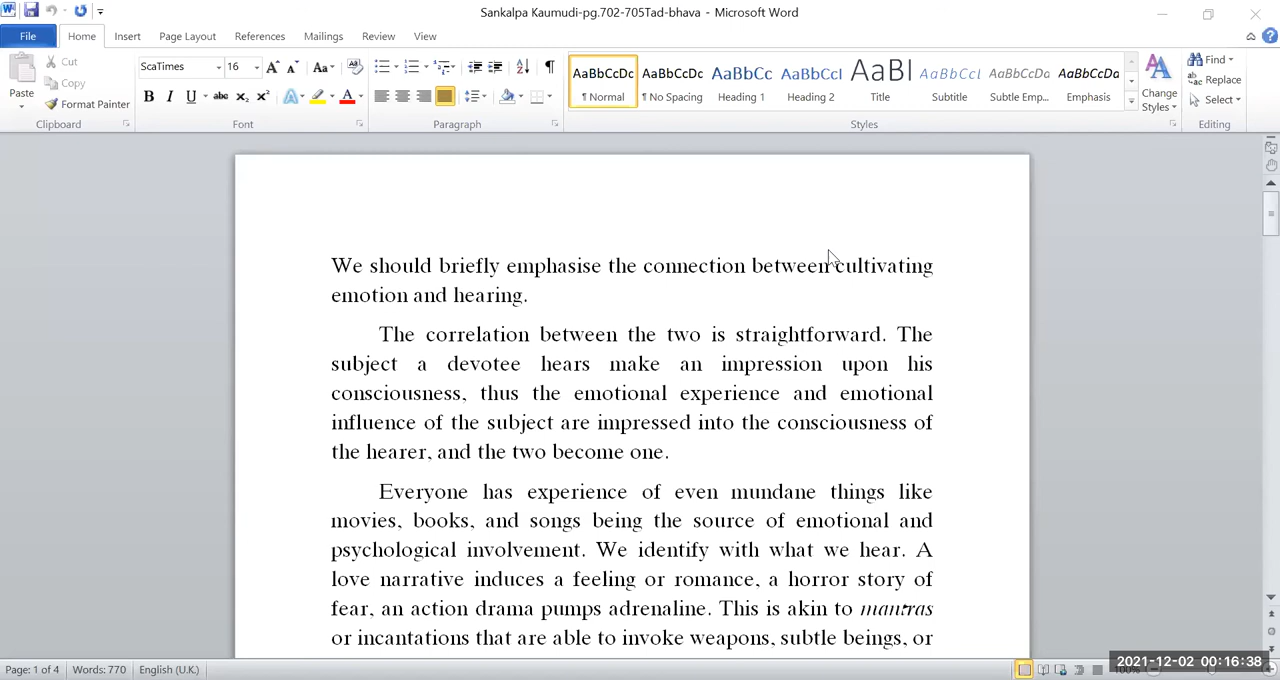 Sankalpa Kaumudi-pg.702-705Tad-bhava - Microsoft Word
File Home Insert Page Layout References Mailings Review View
Paste
Cut
Copy
Format Painter
Clipboard
ScaTimes 16
Font
Paragraph
AaBbCcDc AaBbCcDc AaBbCc AaBbCcI AaBI AaBbCcL AaBbCcDa AaBbCcDa
¶ Normal ¶ No Spacing Heading 1 Heading 2 Title Subtitle Subtle Emp... Emphasis
Styles
Change Styles
Find
Replace
Select
Editing
We should briefly emphasise the connection between cultivating
emotion and hearing.
The correlation between the two is straightforward. The
subject a devotee hears make an impression upon his
consciousness, thus the emotional experience and emotional
influence of the subject are impressed into the consciousness of
the hearer, and the two become one.
Everyone has experience of even mundane things like
movies, books, and songs being the source of emotional and
psychological involvement. We identify with what we hear. A
love narrative induces a feeling or romance, a horror story of
fear, an action drama pumps adrenaline. This is akin to mantras
or incantations that are able to invoke weapons, subtle beings, or
Page: 1 of 4 Words: 770 English (U.K.)
2021-12-02 00:16:38